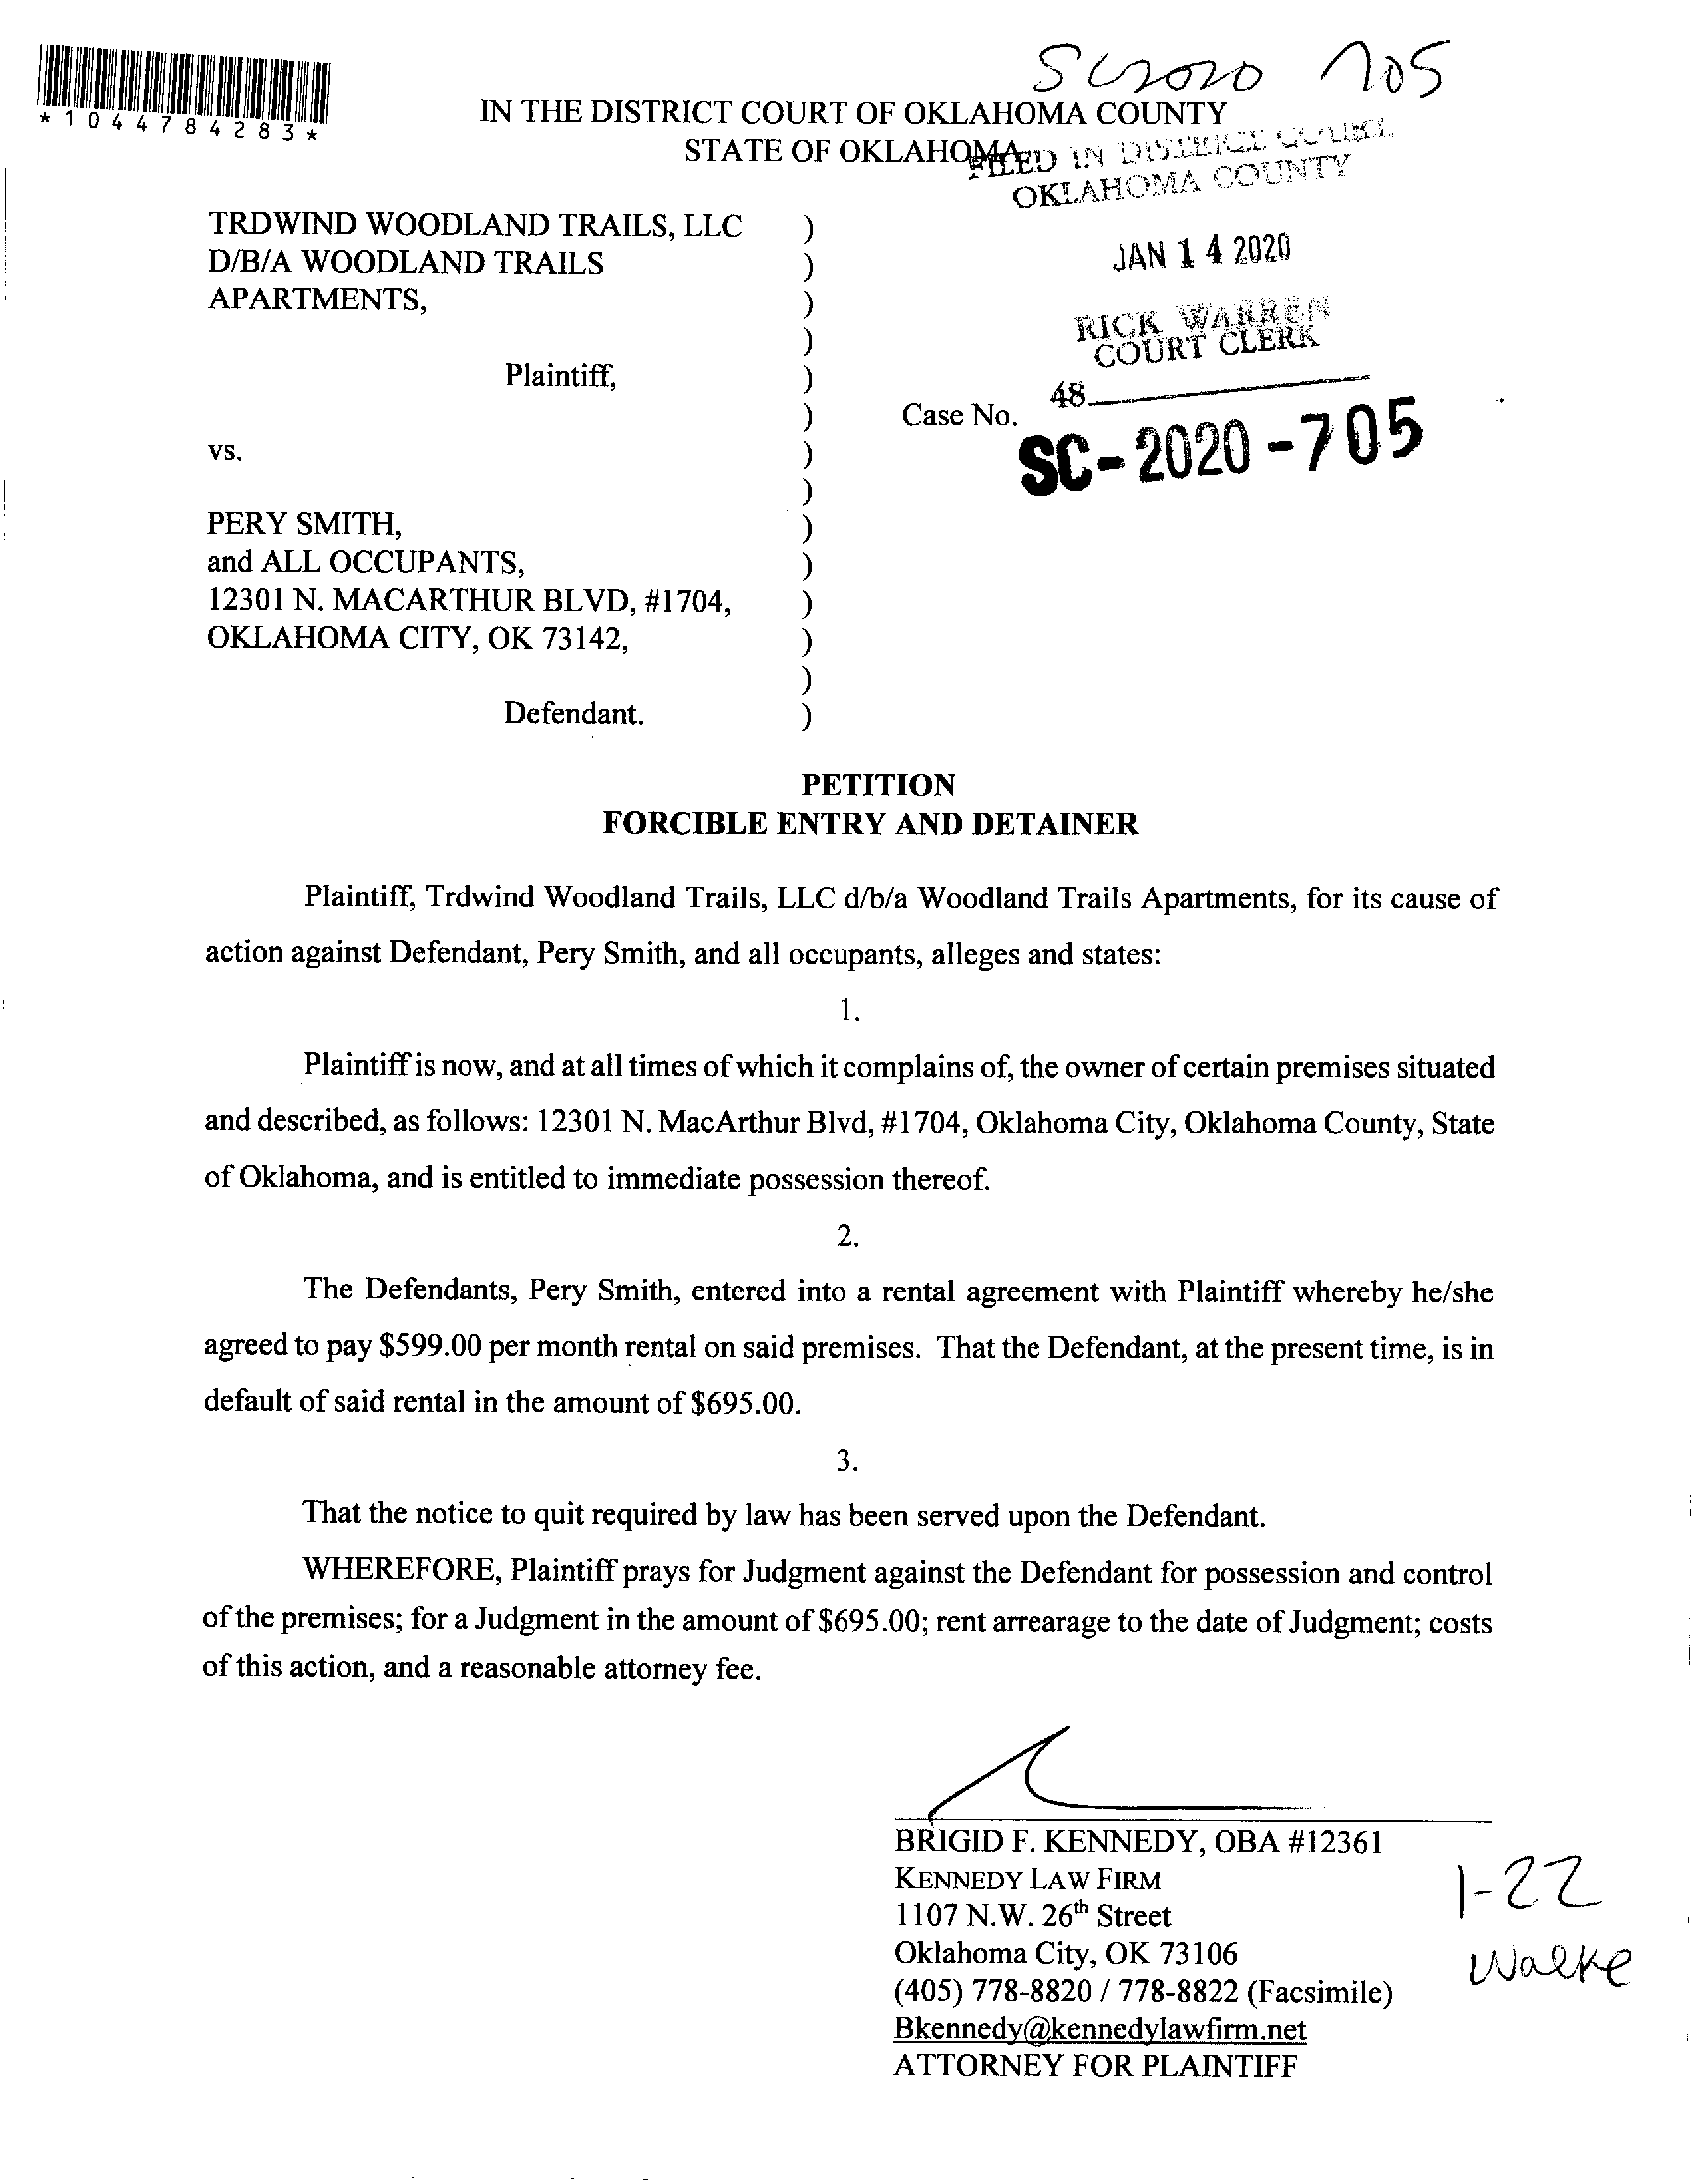 SC2020 705
*1044784283*
IN THE DISTRICT COURT OF OKLAHOMA COUNTY
STATE OF OKLAHOMA
FILED IN DISTRICT COURT
OKLAHOMA COUNTY
JAN 14 2020
RICK WARREN
COURT CLERK
48
TRDWIND WOODLAND TRAILS, LLC )
D/B/A WOODLAND TRAILS )
APARTMENTS, )
)
Plaintiff, )
) Case No. SC-2020-705
vs. )
)
PERY SMITH, )
and ALL OCCUPANTS, )
12301 N. MACARTHUR BLVD, #1704, )
OKLAHOMA CITY, OK 73142, )
)
Defendant. )
PETITION
FORCIBLE ENTRY AND DETAINER
Plaintiff, Trdwind Woodland Trails, LLC d/b/a Woodland Trails Apartments, for its cause of
action against Defendant, Pery Smith, and all occupants, alleges and states:
1.
Plaintiff is now, and at all times of which it complains of, the owner of certain premises situated
and described, as follows: 12301 N. MacArthur Blvd, #1704, Oklahoma City, Oklahoma County, State
of Oklahoma, and is entitled to immediate possession thereof.
2.
The Defendants, Pery Smith, entered into a rental agreement with Plaintiff whereby he/she
agreed to pay $599.00 per month rental on said premises. That the Defendant, at the present time, is in
default of said rental in the amount of $695.00.
3.
That the notice to quit required by law has been served upon the Defendant.
WHEREFORE, Plaintiff prays for Judgment against the Defendant for possession and control
of the premises; for a Judgment in the amount of $695.00; rent arrearage to the date of Judgment; costs
of this action, and a reasonable attorney fee.
BRIGID F. KENNEDY, OBA #12361
KENNEDY LAW FIRM
1107 N.W. 26th Street
Oklahoma City, OK 73106
(405) 778-8820 / 778-8822 (Facsimile)
Bkennedy@kennedylawfirm.net
ATTORNEY FOR PLAINTIFF
1-22
Walke